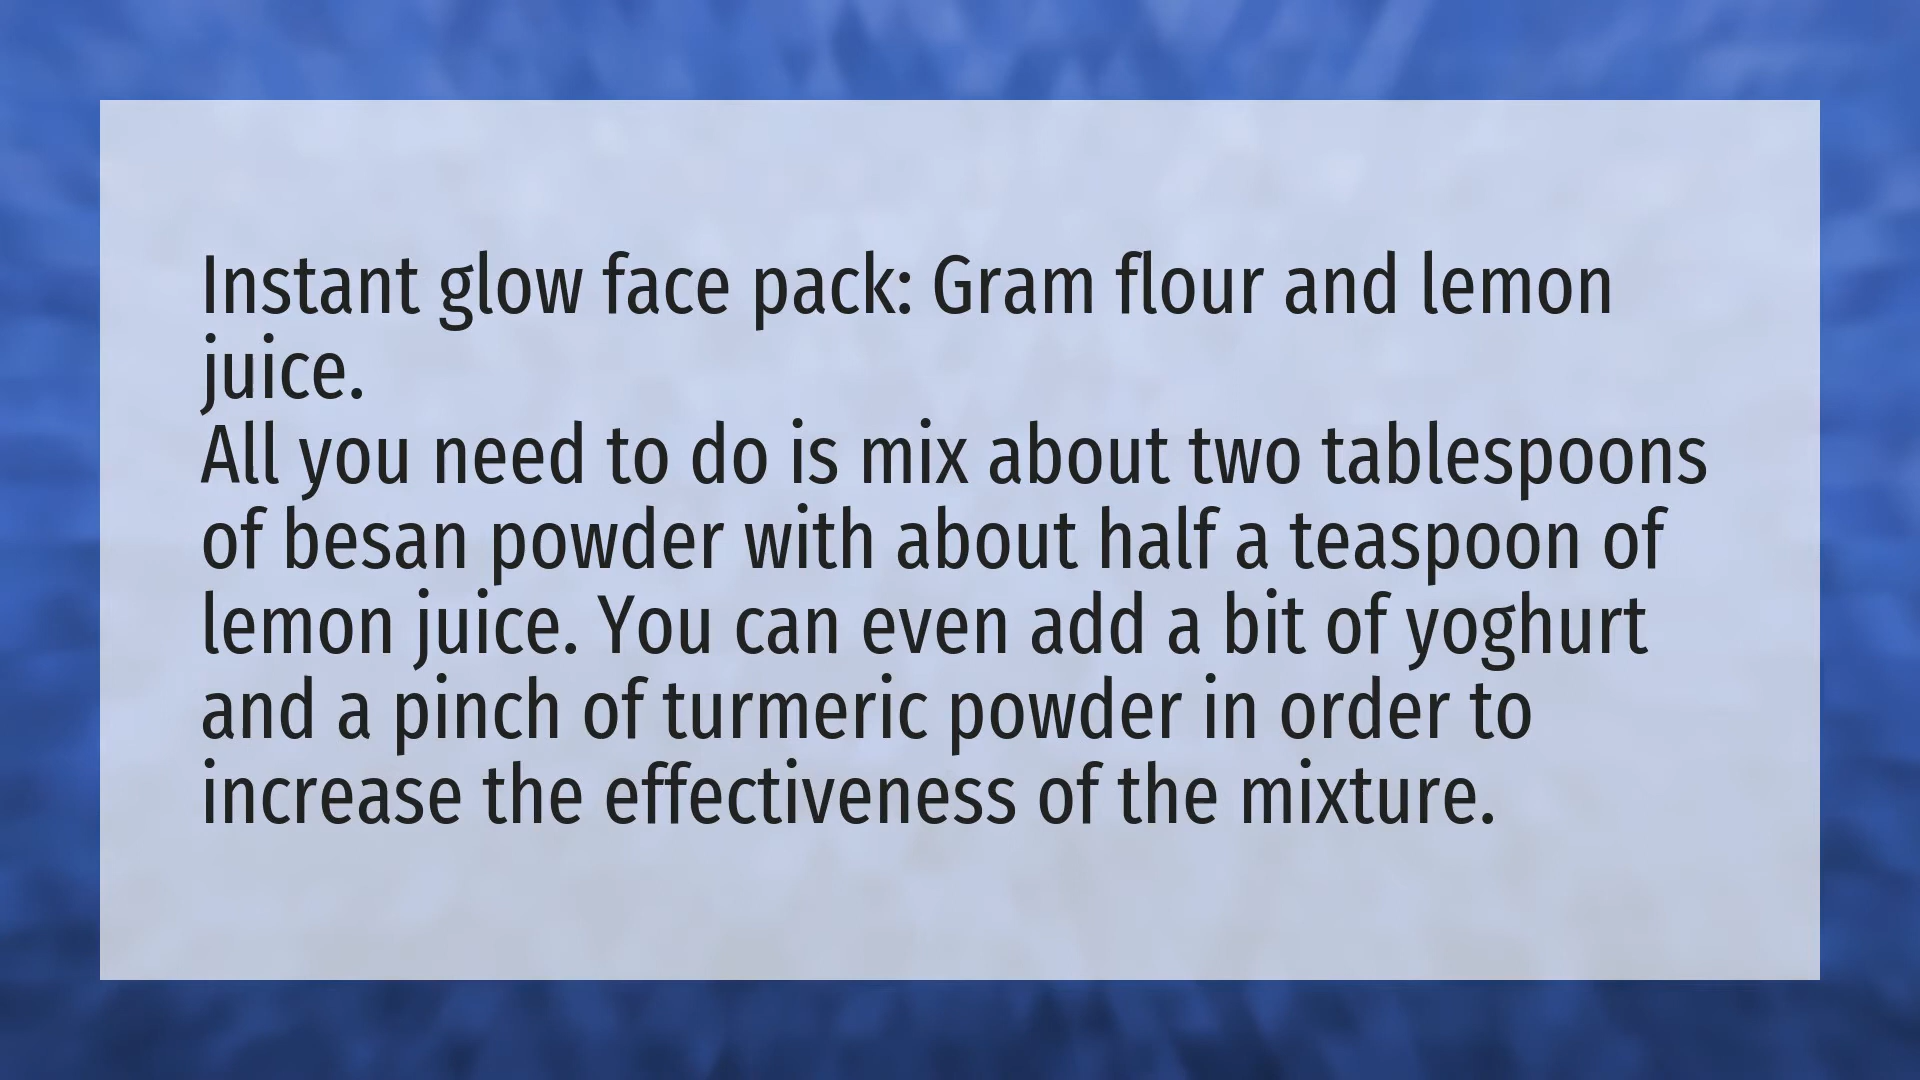 Instant glow face pack: Gram flour and lemon
juice.
All you need to do is mix about two tablespoons
of besan powder with about half a teaspoon of
lemon juice. You can even add a bit of yoghurt
and a pinch of turmeric powder in order to
increase the effectiveness of the mixture.